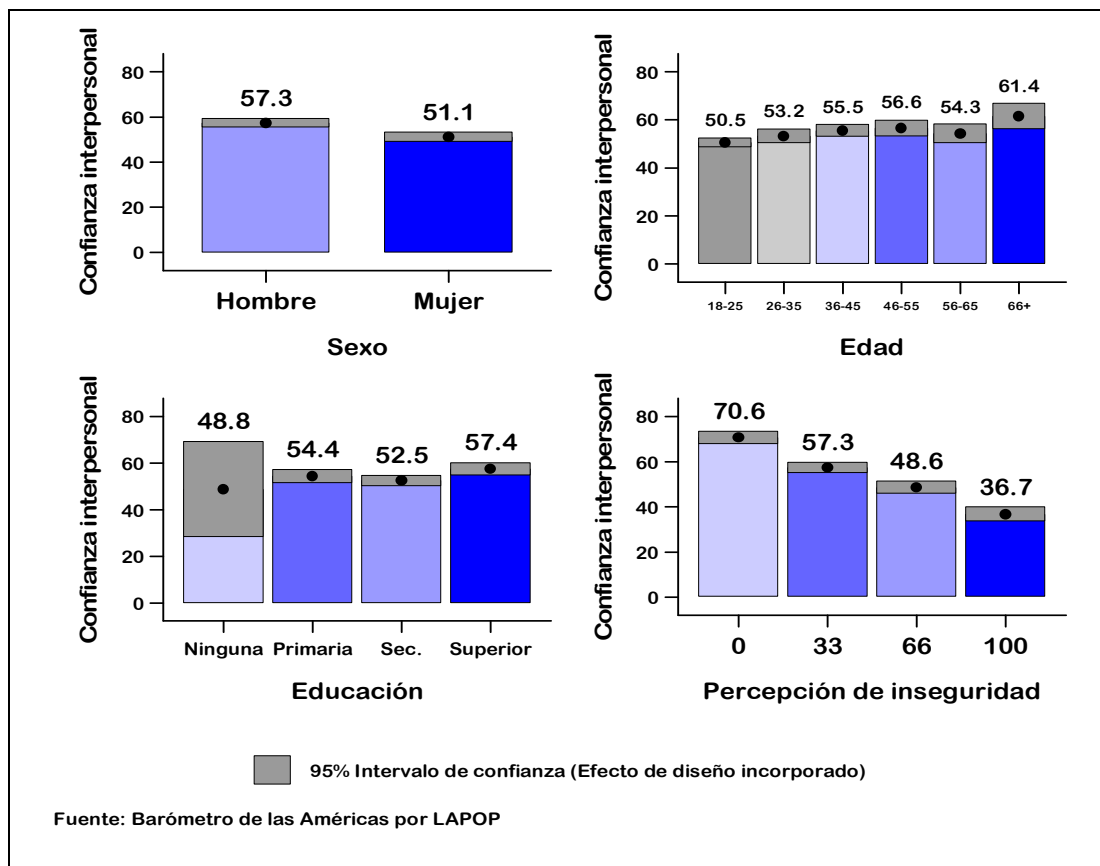 Confianza interpersonal
80
60
40
20
0
57.3
51.1
Hombre
Mujer
Sexo
Confianza interpersonal
80
60
40
20
0
50.5
53.2
55.5
56.6
54.3
61.4
18-25
26-35
36-45
46-55
56-65
66+
Edad
Confianza interpersonal
80
60
40
20
0
48.8
54.4
52.5
57.4
Ninguna
Primaria
Sec.
Superior
Educación
Confianza interpersonal
80
60
40
20
0
70.6
57.3
48.6
36.7
0
33
66
100
Percepción de inseguridad
95% Intervalo de confianza (Efecto de diseño incorporado)
Fuente: Barómetro de las Américas por LAPOP